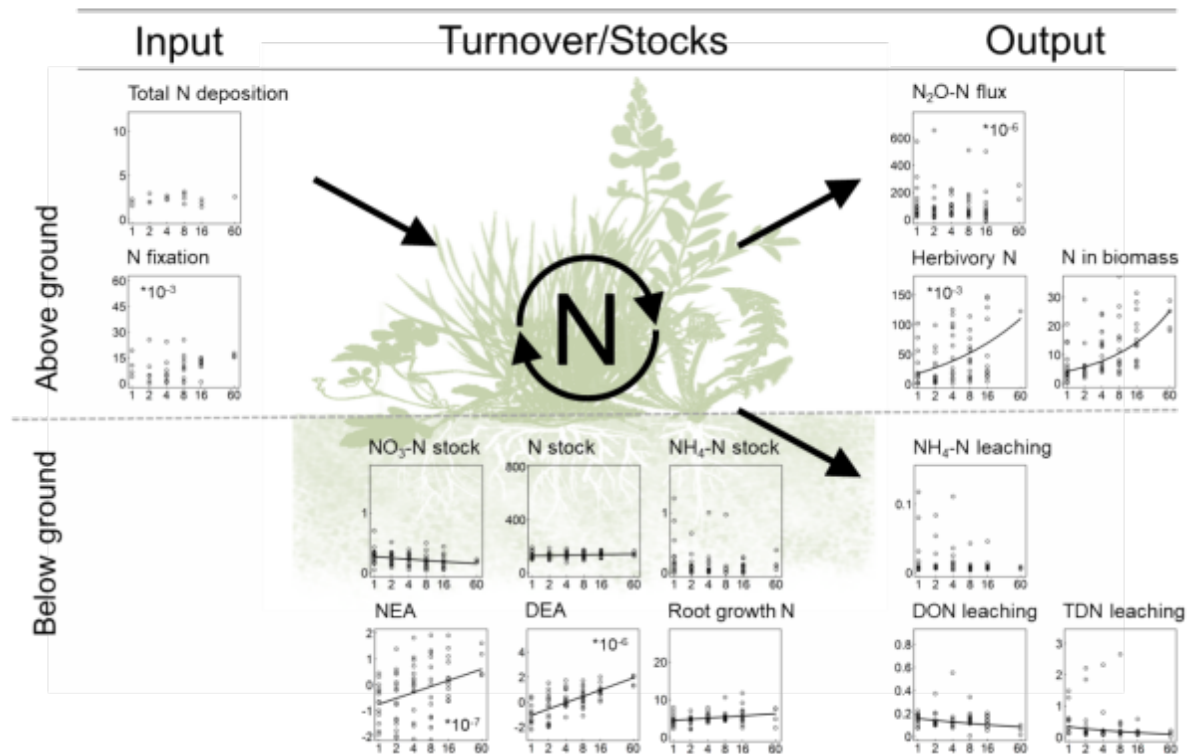 Input Turnover/Stocks Output
Above ground
Total N deposition
10
5
0
1 2 4 8 16 60
N fixation
*10-3
60
45
30
15
0
1 2 4 8 16 60
N
N₂O-N flux
*10-6
600
400
200
0
1 2 4 8 16 60
Herbivory N
*10-3
150
100
50
0
1 2 4 8 16 60
N in biomass
30
20
10
0
1 2 4 8 16 60
Below ground
NO₃-N stock
1
0
1 2 4 8 16 60
N stock
800
400
0
1 2 4 8 16 60
NH₄-N stock
1
0
1 2 4 8 16 60
NH₄-N leaching
0.1
0
1 2 4 8 16 60
NEA
2
1
0
-1
-2
*10-7
1 2 4 8 16 60
DEA
*10-6
4
2
0
-2
1 2 4 8 16 60
Root growth N
20
10
0
1 2 4 8 16 60
DON leaching
0.8
0.6
0.4
0.2
0
1 2 4 8 16 60
TDN leaching
3
2
1
0
1 2 4 8 16 60